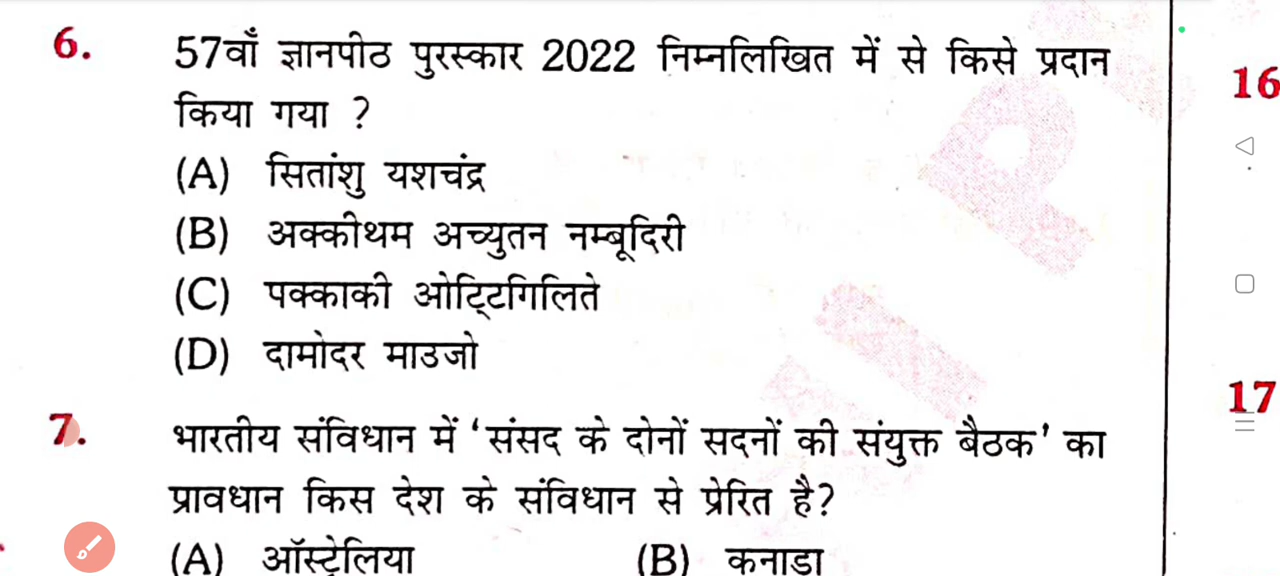 6. 57वाँ ज्ञानपीठ पुरस्कार 2022 निम्नलिखित में से किसे प्रदान
किया गया ?
(A) सितांशु यशचंद्र
(B) अक्कीथम अच्युतन नम्बूदिरी
(C) पक्काकी ओट्टिगिलिते
(D) दामोदर माउजो
7. भारतीय संविधान में ‘संसद के दोनों सदनों की संयुक्त बैठक’ का
प्रावधान किस देश के संविधान से प्रेरित है?
(A) ऑस्ट्रेलिया (B) कनाडा
16
17